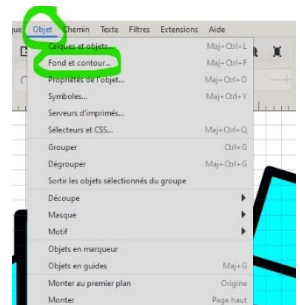 Objet Chemin Texte Filtres Extensions Aide
Calques et objets... Maj+Ctrl+L
Fond et contour... Maj+Ctrl+F
Propriétés de l'objet... Maj+Ctrl+O
Symboles... Maj+Ctrl+Y
Serveurs d'imprimés...
Sélecteurs et CSS... Maj+Ctrl+Q
Grouper Ctrl+G
Dégrouper Maj+Ctrl+G
Sortir les objets sélectionnés du groupe
Découpe
Masque
Motif
Objets en marqueur
Objets en guides Maj+G
Monter au premier plan Origine
Monter Page haut